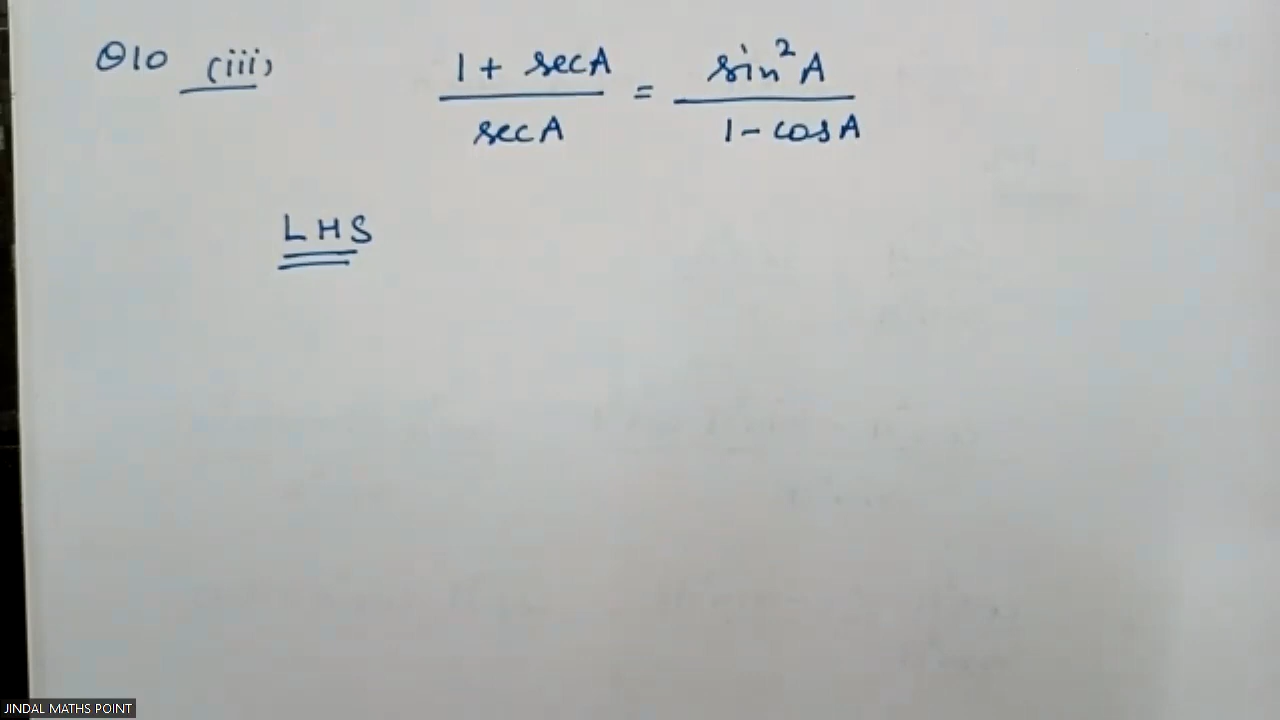 Q10 (iii) 1 + secA / secA = sin²A / 1 - cosA
LHS
JINDAL MATHS POINT